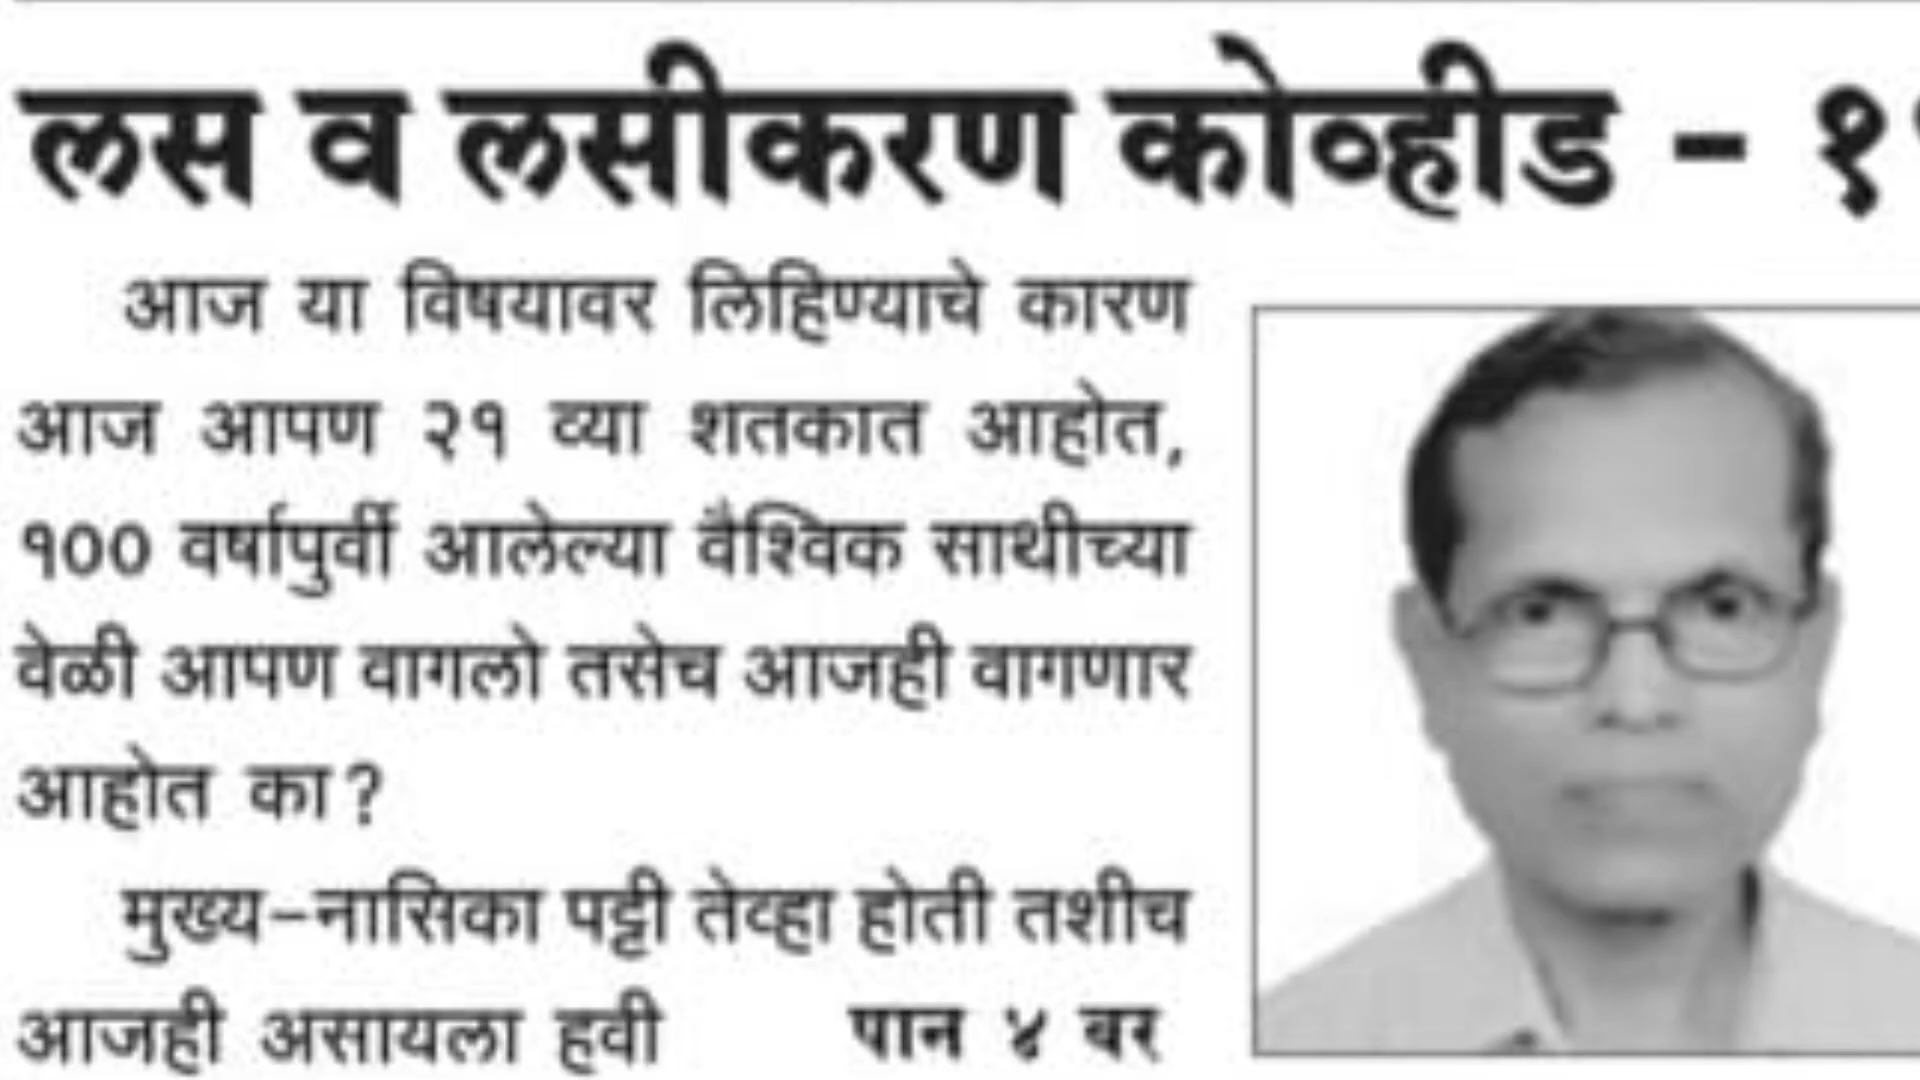 लस व लसीकरण कोव्हीड - १
आज या विषयावर लिहिण्याचे कारण
आज आपण २१ व्या शतकात आहोत,
१०० वर्षापुर्वी आलेल्या वैश्विक साथीच्या
वेळी आपण वागलो तसेच आजही वागणार
आहोत का?
मुख्य-नासिका पट्टी तेव्हा होती तशीच
आजही असायला हवी पान ४ वर